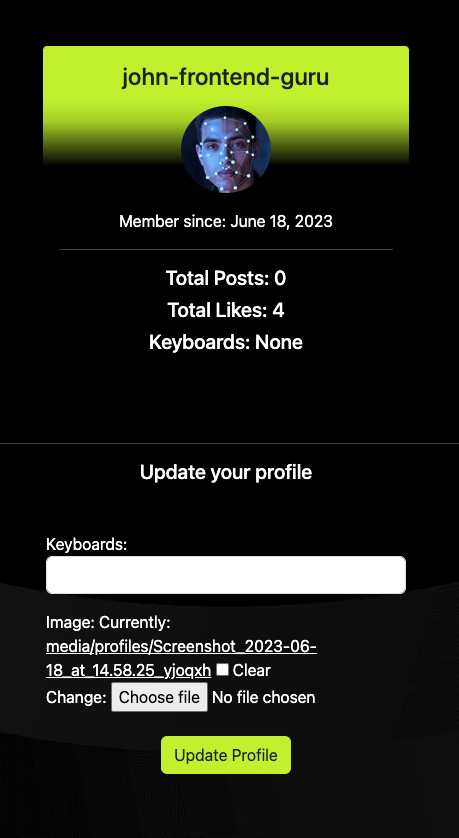 john-frontend-guru
Member since: June 18, 2023
Total Posts: 0
Total Likes: 4
Keyboards: None
Update your profile
Keyboards:
Image: Currently:
media/profiles/Screenshot_2023-06-
18_at_14.58.25_yjoqxh Clear
Change: Choose file No file chosen
Update Profile